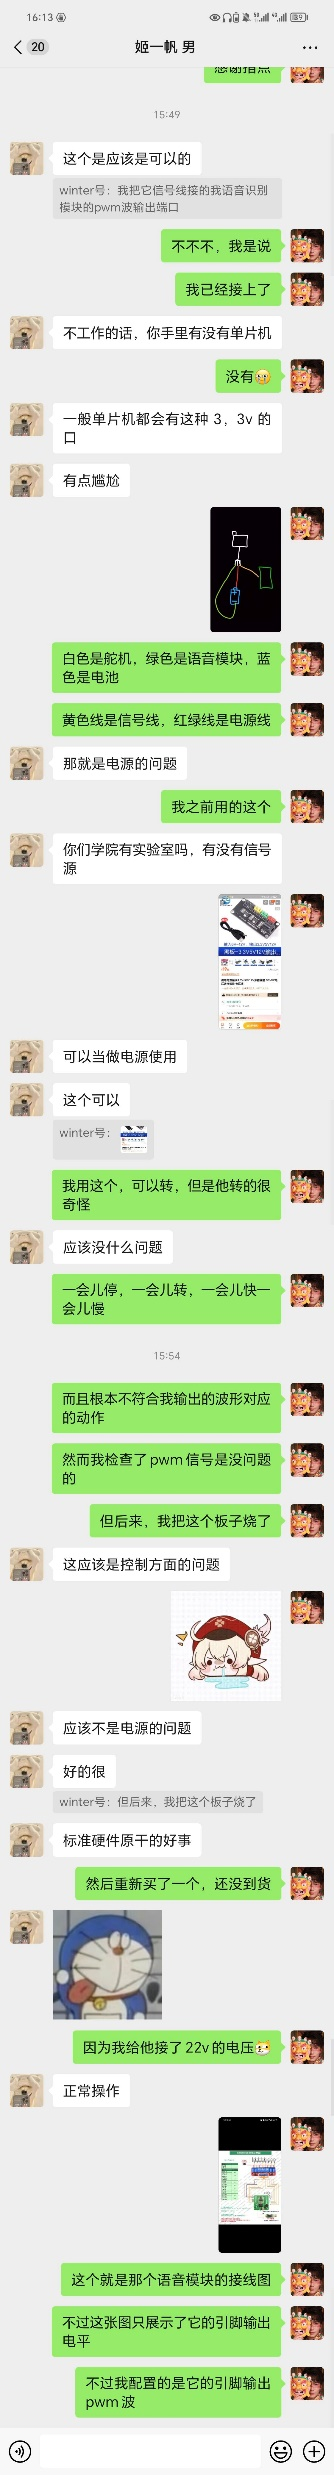 16:13
20
姬一帆 男
感谢指点
15:49
这个是应该是可以的
winter号：我把它信号线接的我语音识别
模块的pwm波输出端口
不不不，我是说
我已经接上了
不工作的话，你手里有没有单片机
没有
一般单片机都会有这种 3，3v 的
口
有点尴尬
白色是舵机，绿色是语音模块，蓝
色是电池
黄色线是信号线，红绿线是电源线
那就是电源的问题
我之前用的这个
你们学院有实验室吗，有没有信号
源
可以当做电源使用
这个可以
winter号：
我用这个，可以转，但是他转的很
奇怪
应该没什么问题
一会儿停，一会儿转，一会儿快一
会儿慢
15:54
而且根本不符合我输出的波形对应
的动作
然而我检查了pwm信号是没问题
的
但后来，我把这个板子烧了
这应该是控制方面的问题
应该不是电源的问题
好的很
winter号：但后来，我把这个板子烧了
标准硬件原干的好事
然后重新买了一个，还没到货
因为我给他接了22v的电压
正常操作
这个就是那个语音模块的接线图
不过这张图只展示了它的引脚输出
电平
不过我配置的是它的引脚输出
pwm波